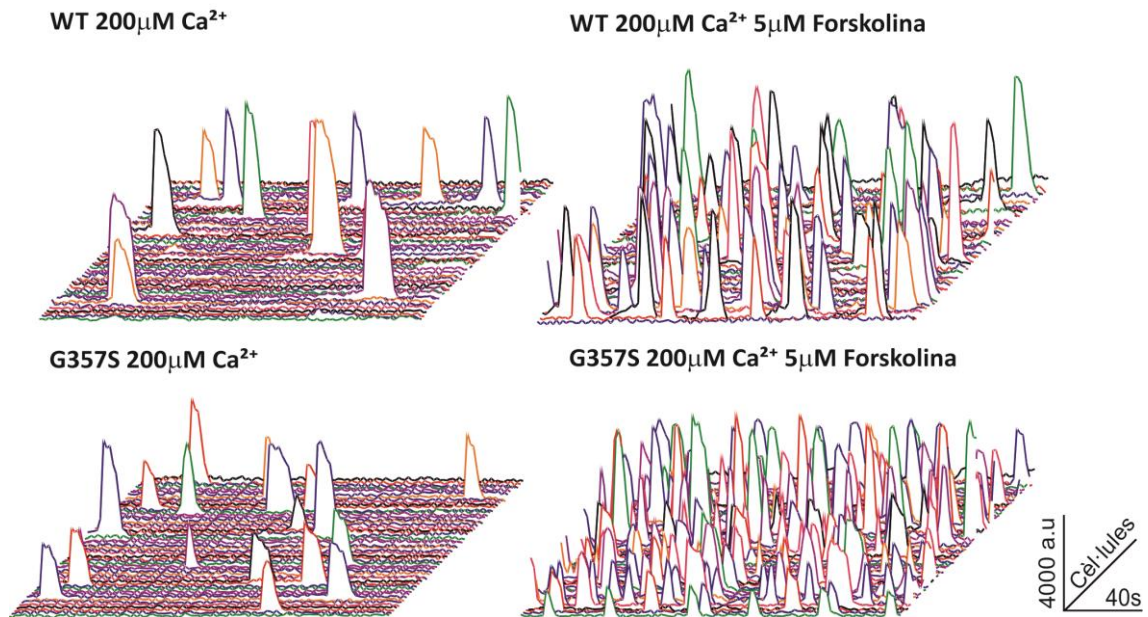 WT 200μM Ca²⁺
WT 200μM Ca²⁺ 5μM Forskolina
G357S 200μM Ca²⁺
G357S 200μM Ca²⁺ 5μM Forskolina
4000 a.u
Cèl·lules
40s